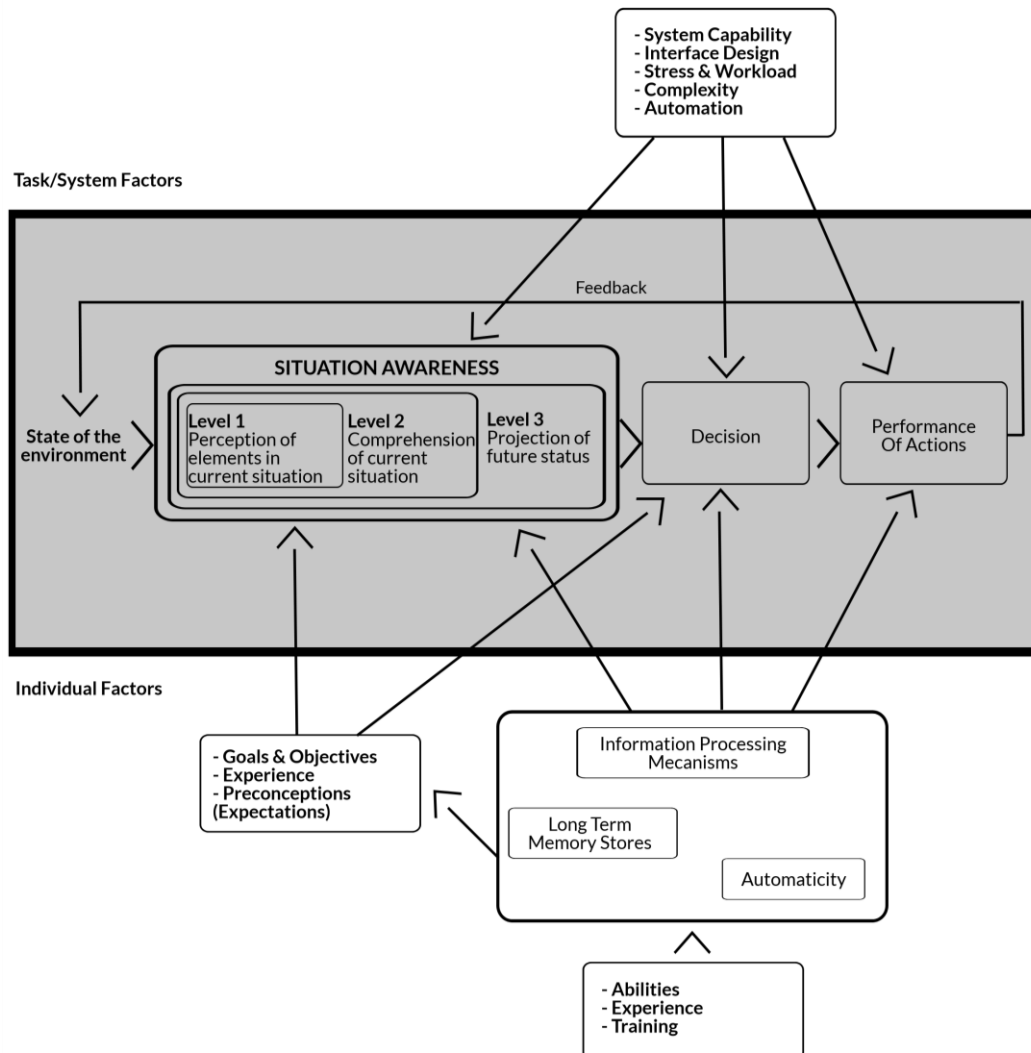 - System Capability
- Interface Design
- Stress & Workload
- Complexity
- Automation
Task/System Factors
Feedback
SITUATION AWARENESS
State of the
environment
Level 1
Perception of
elements in
current situation
Level 2
Comprehension
of current
situation
Level 3
Projection of
future status
Decision
Performance
Of Actions
Individual Factors
- Goals & Objectives
- Experience
- Preconceptions
(Expectations)
Information Processing
Mecanisms
Long Term
Memory Stores
Automaticity
- Abilities
- Experience
- Training